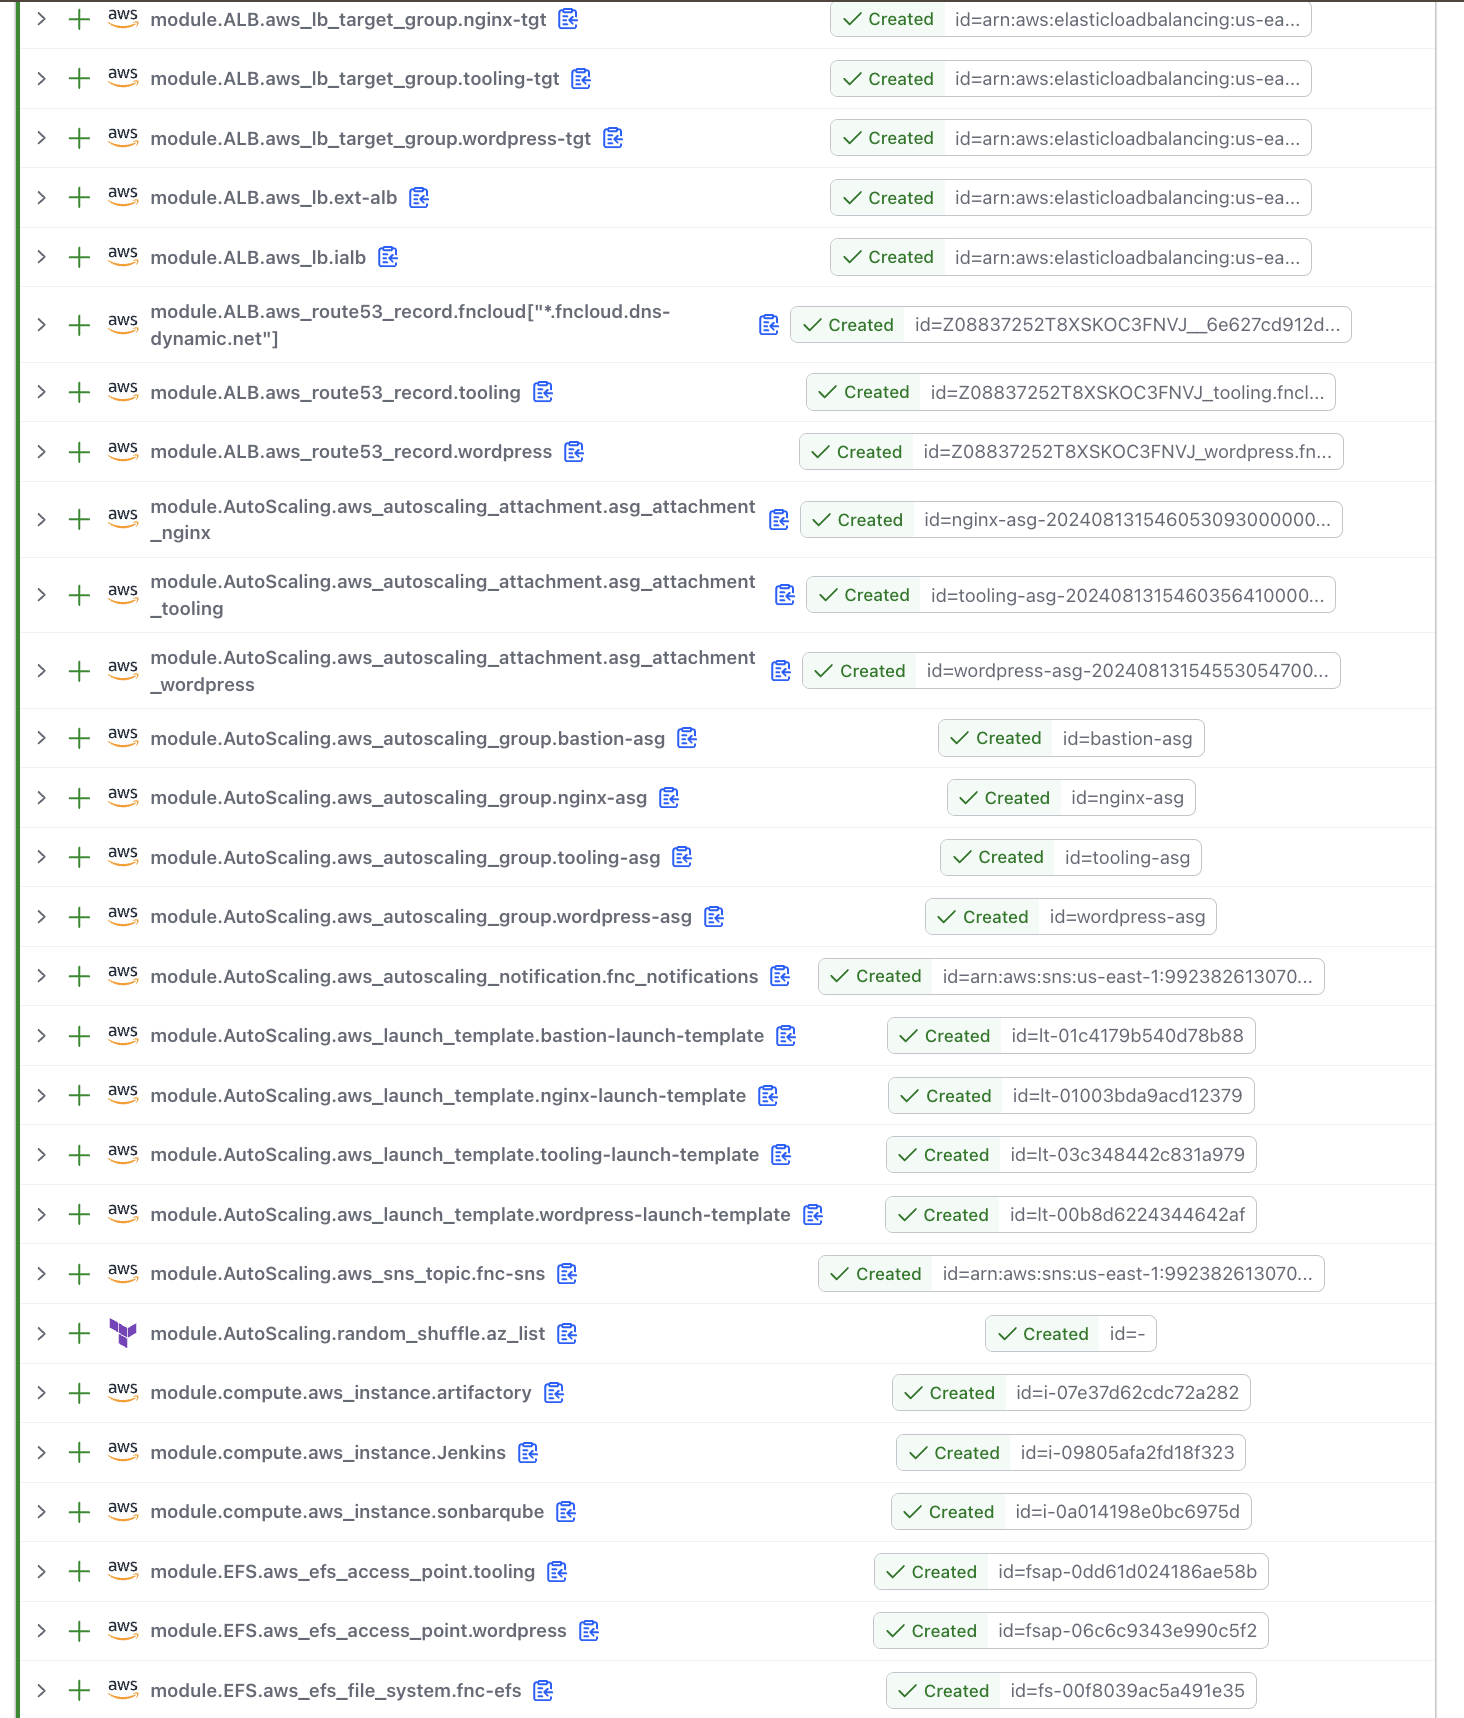 aws module.ALB.aws_lb_target_group.nginx-tgt Created id=arn:aws:elasticloadbalancing:us-ea...
aws module.ALB.aws_lb_target_group.tooling-tgt Created id=arn:aws:elasticloadbalancing:us-ea...
aws module.ALB.aws_lb_target_group.wordpress-tgt Created id=arn:aws:elasticloadbalancing:us-ea...
aws module.ALB.aws_lb.ext-alb Created id=arn:aws:elasticloadbalancing:us-ea...
aws module.ALB.aws_lb.ialb Created id=arn:aws:elasticloadbalancing:us-ea...
aws module.ALB.aws_route53_record.fncloud["*.fncloud.dns-
dynamic.net"] Created id=Z08837252T8XSKOC3FNVJ__6e627cd912d...
aws module.ALB.aws_route53_record.tooling Created id=Z08837252T8XSKOC3FNVJ_tooling.fncl...
aws module.ALB.aws_route53_record.wordpress Created id=Z08837252T8XSKOC3FNVJ_wordpress.fn...
aws module.AutoScaling.aws_autoscaling_attachment.asg_attachment
_nginx Created id=nginx-asg-20240813154605309300000​0...
aws module.AutoScaling.aws_autoscaling_attachment.asg_attachment
_tooling Created id=tooling-asg-2024081315460356410000...
aws module.AutoScaling.aws_autoscaling_attachment.asg_attachment
_wordpress Created id=wordpress-asg-20240813154553054700...
aws module.AutoScaling.aws_autoscaling_group.bastion-asg Created id=bastion-asg
aws module.AutoScaling.aws_autoscaling_group.nginx-asg Created id=nginx-asg
aws module.AutoScaling.aws_autoscaling_group.tooling-asg Created id=tooling-asg
aws module.AutoScaling.aws_autoscaling_group.wordpress-asg Created id=wordpress-asg
aws module.AutoScaling.aws_autoscaling_notification.fnc_notifications Created id=arn:aws:sns:us-east-1:992382613070...
aws module.AutoScaling.aws_launch_template.bastion-launch-template Created id=lt-01c4179b540d78b88
aws module.AutoScaling.aws_launch_template.nginx-launch-template Created id=lt-01003bda9acd12379
aws module.AutoScaling.aws_launch_template.tooling-launch-template Created id=lt-03c348442c831a979
aws module.AutoScaling.aws_launch_template.wordpress-launch-template Created id=lt-00b8d6224344642af
aws module.AutoScaling.aws_sns_topic.fnc-sns Created id=arn:aws:sns:us-east-1:992382613070...
module.AutoScaling.random_shuffle.az_list Created id=-
aws module.compute.aws_instance.artifactory Created id=i-07e37d62cdc72a282
aws module.compute.aws_instance.Jenkins Created id=i-09805afa2fd18f323
aws module.compute.aws_instance.sonbarqube Created id=i-0a014198e0bc6975d
aws module.EFS.aws_efs_access_point.tooling Created id=fsap-0dd61d024186ae58b
aws module.EFS.aws_efs_access_point.wordpress Created id=fsap-06c6c9343e990c5f2
aws module.EFS.aws_efs_file_system.fnc-efs Created id=fs-00f8039ac5a491e35